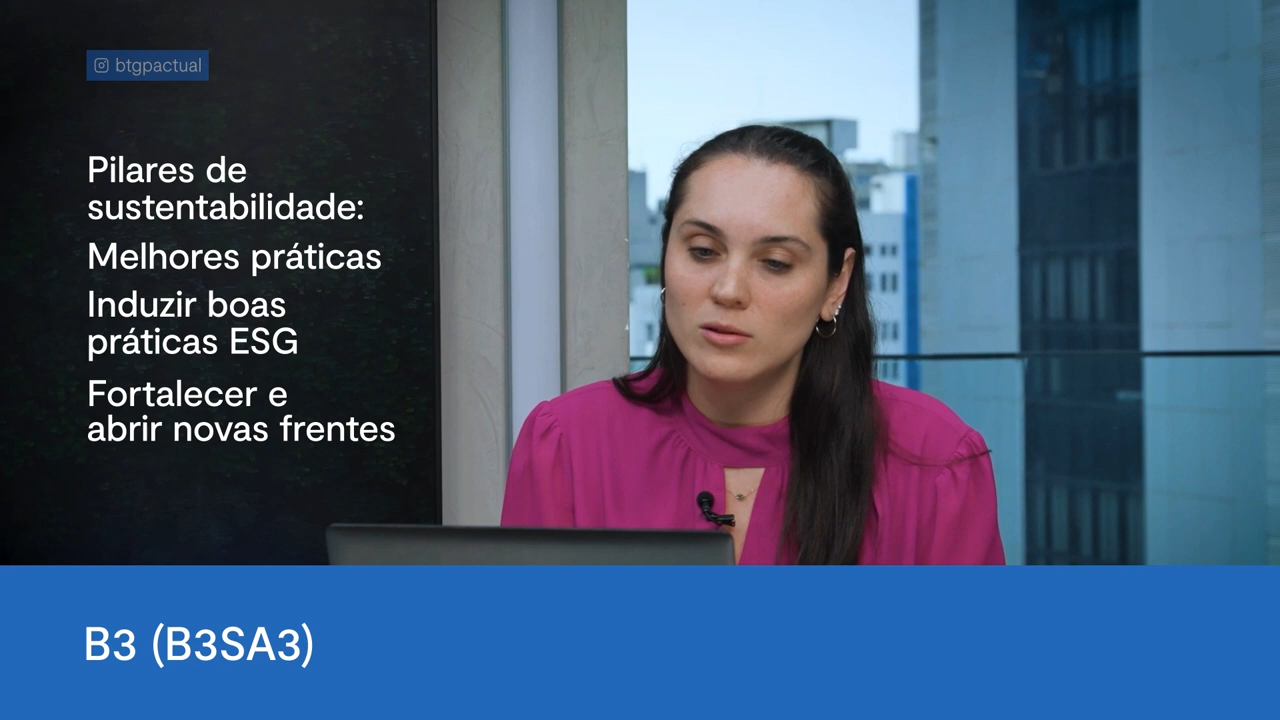 btgpactual
Pilares de
sustentabilidade:
Melhores práticas
Induzir boas
práticas ESG
Fortalecer e
abrir novas frentes
B3 (B3SA3)